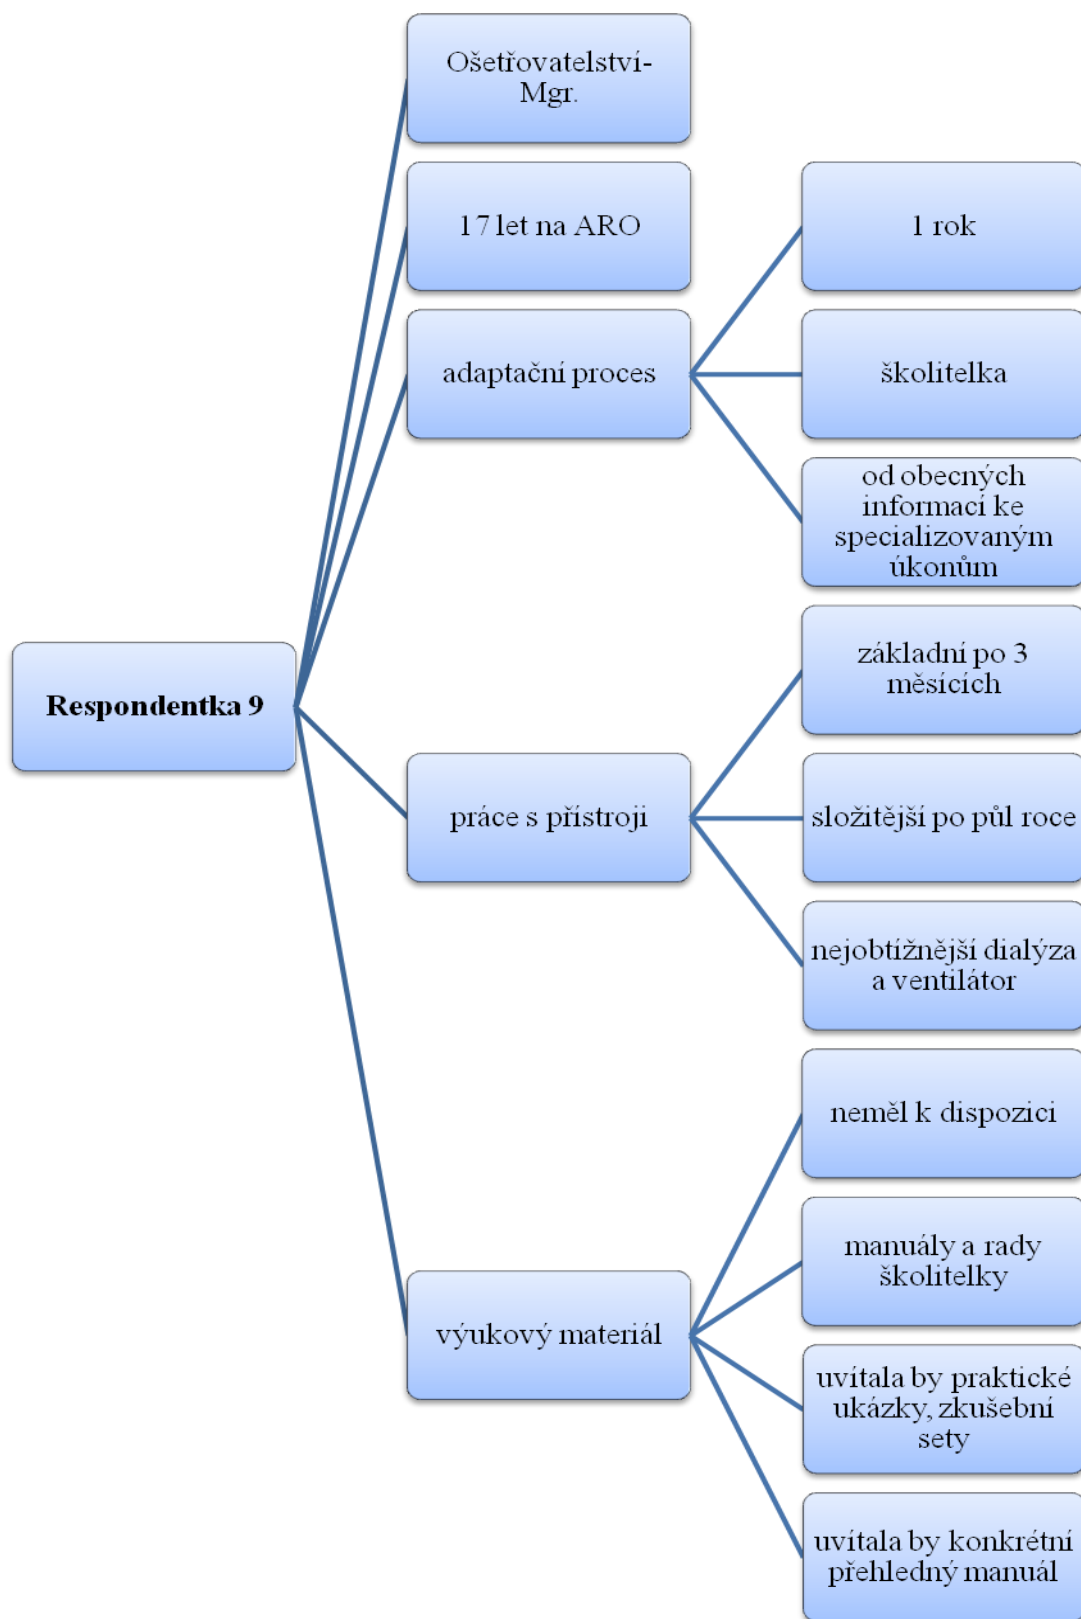 Ošetřovatelství-
Mgr.
17 let na ARO
1 rok
adaptační proces
školitelka
od obecných
informací ke
specializovaným
úkonům
Respondentka 9
základní po 3
měsících
práce s přístroji
složitější po půl roce
nejobtížnější dialýza
a ventilátor
neměl k dispozici
manuály a rady
školitelky
výukový materiál
uvítala by praktické
ukázky, zkušební
sety
uvítala by konkrétní
přehledný manuál